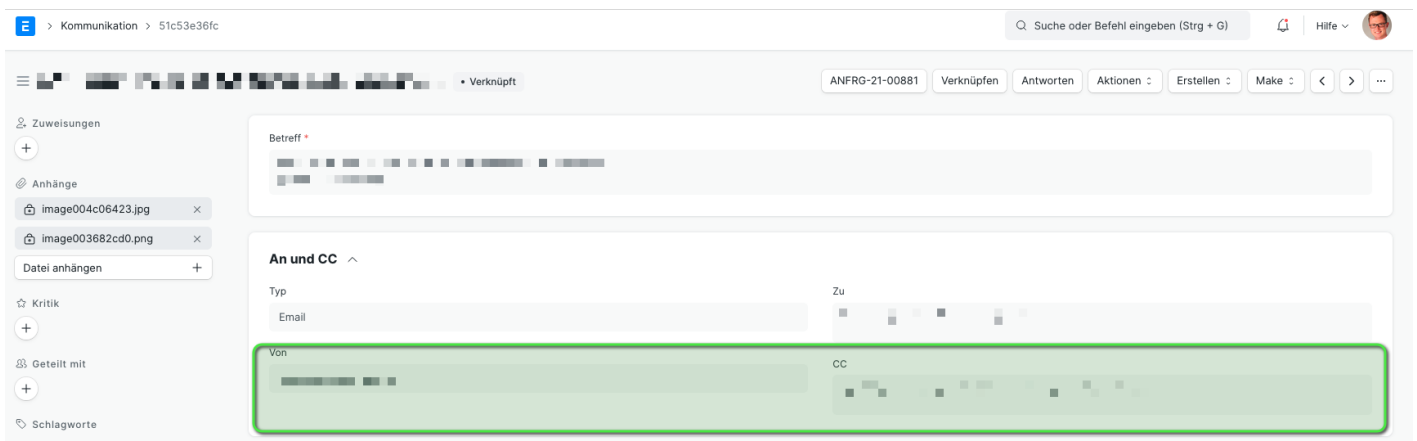 E > Kommunikation > 51c53e36fc Suche oder Befehl eingeben (Strg + G) Hilfe
• Verknüpft ANFRG-21-00881 Verknüpfen Antworten Aktionen Erstellen Make ...
Zuweisungen
Betreff *
Anhänge
image004c06423.jpg
image003682cd0.png
Datei anhängen
An und CC
Kritik
Typ Zu
Email
Geteilt mit
Von
CC
Schlagworte